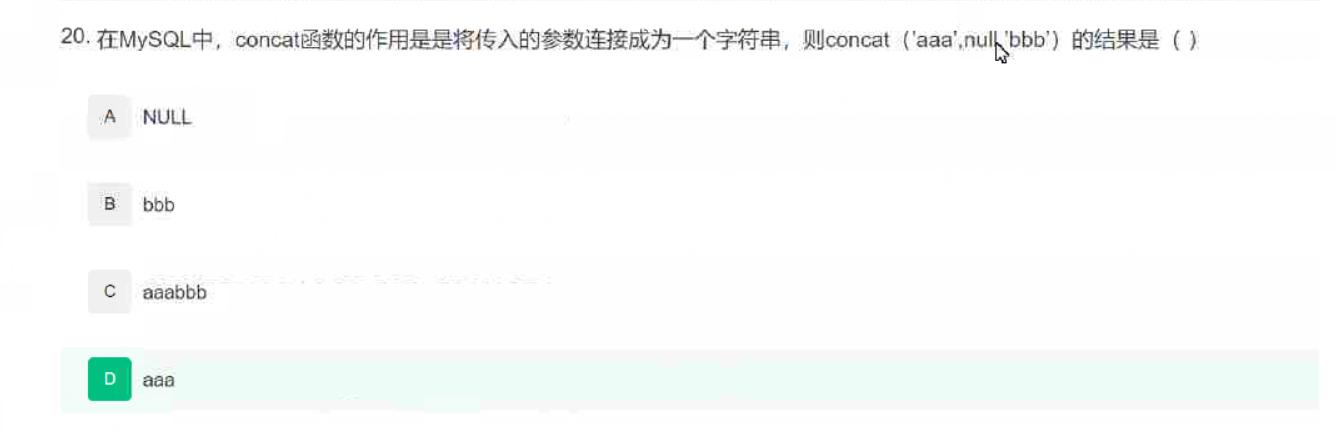 20. 在MySQL中，concat函数的作用是是将传入的参数连接成为一个字符串，则concat（'aaa',null,'bbb'）的结果是（ ）
A NULL
B bbb
C aaabbb
D aaa